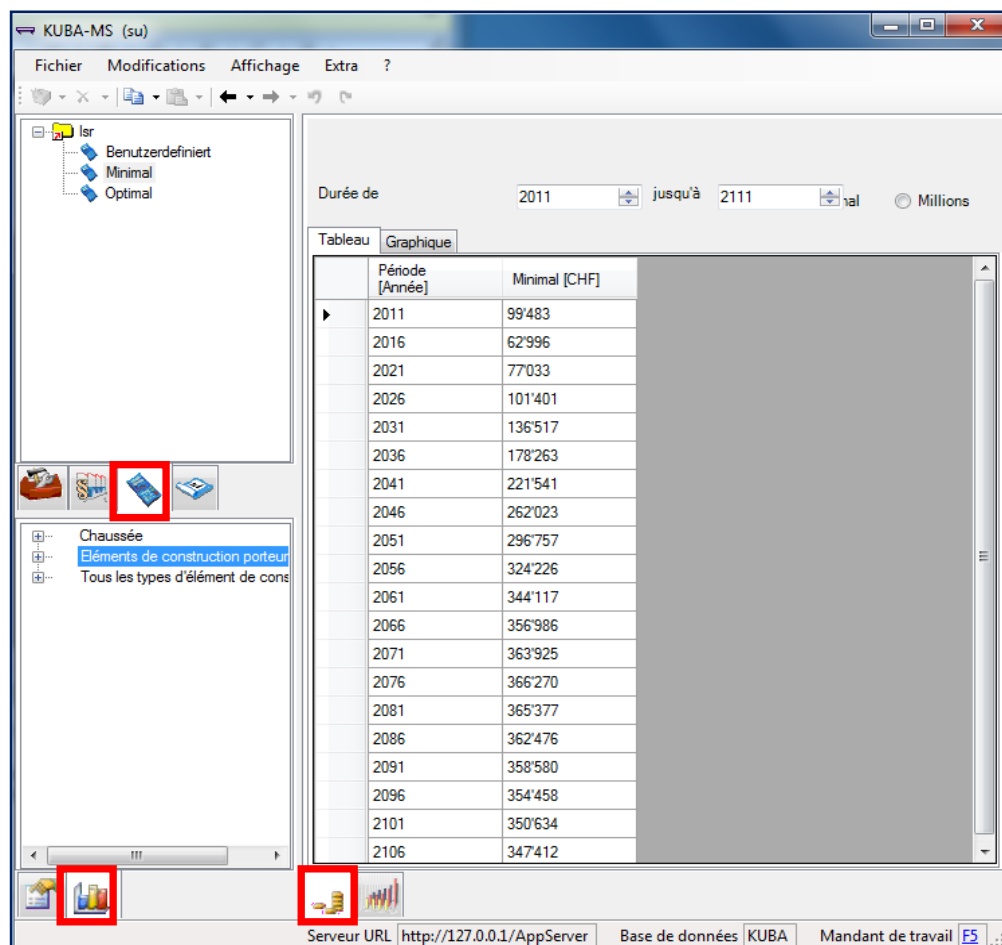 KUBA-MS (su)
Fichier Modifications Affichage Extra ?
lsr
Benutzerdefiniert
Minimal
Optimal
Durée de 2011 jusqu'à 2111 Millions
Tableau Graphique
Période [Année] Minimal [CHF]
2011 99'483
2016 62'996
2021 77'033
2026 101'401
2031 136'517
2036 178'263
2041 221'541
2046 262'023
2051 296'757
2056 324'226
2061 344'117
2066 356'986
2071 363'925
2076 366'270
2081 365'377
2086 362'476
2091 358'580
2096 354'458
2101 350'634
2106 347'412
Chaussée
Eléments de construction porteur
Tous les types d'élément de cons
Serveur URL http://127.0.0.1/AppServer Base de données KUBA Mandant de travail F5